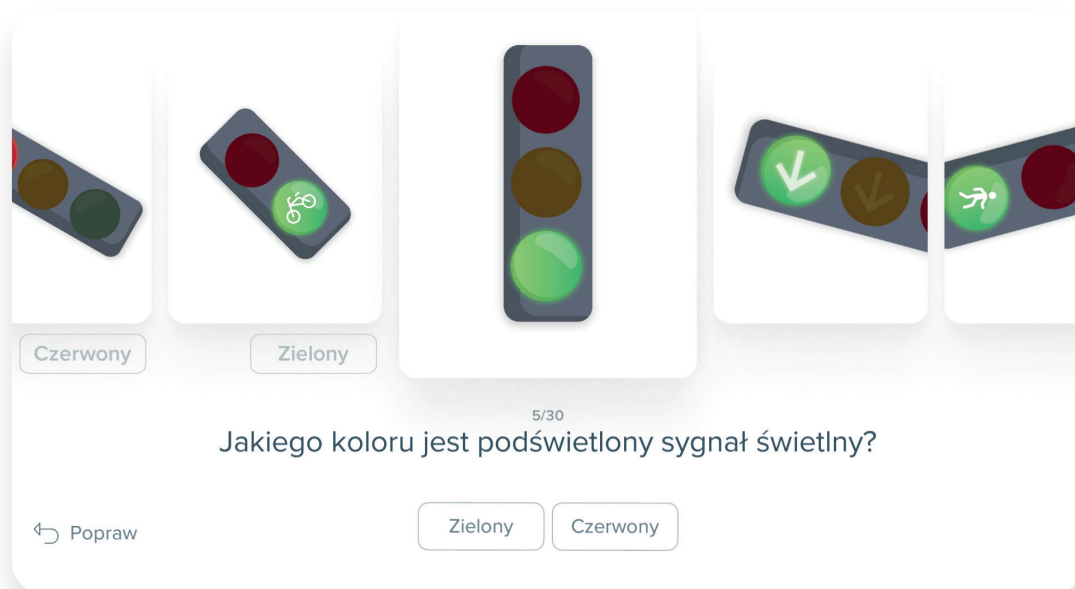 Czerwony
Zielony
5/30
Jakiego koloru jest podświetlony sygnał świetlny?
Popraw
Zielony
Czerwony